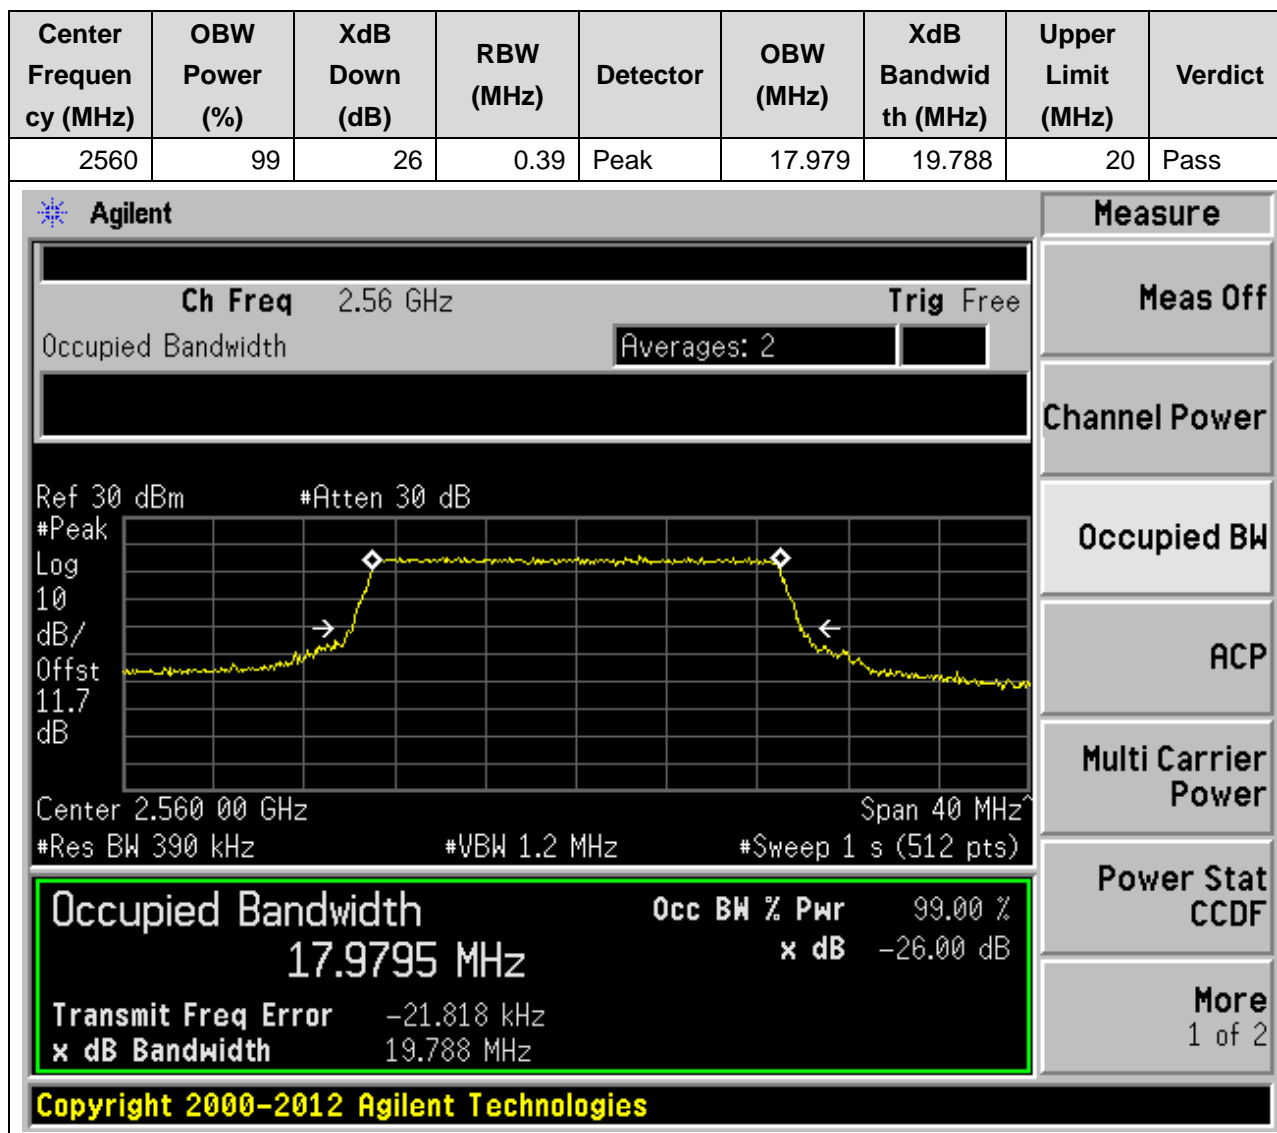 Center Frequen cy (MHz) | OBW Power (%) | XdB Down (dB) | RBW (MHz) | Detector | OBW (MHz) | XdB Bandwid th (MHz) | Upper Limit (MHz) | Verdict
2560 | 99 | 26 | 0.39 | Peak | 17.979 | 19.788 | 20 | Pass
Agilent
Measure
Ch Freq 2.56 GHz Trig Free
Meas Off
Occupied Bandwidth Averages: 2
Channel Power
Ref 30 dBm #Atten 30 dB
#Peak
Log
10
dB/
Offst
11.7
dB
Occupied BW
ACP
Multi Carrier
Power
Center 2.560 00 GHz Span 40 MHz^
#Res BW 390 kHz #VBW 1.2 MHz #Sweep 1 s (512 pts)
Power Stat
CCDF
Occupied Bandwidth Occ BW % Pwr 99.00 %
17.9795 MHz x dB -26.00 dB
Transmit Freq Error -21.818 kHz
x dB Bandwidth 19.788 MHz
More
1 of 2
Copyright 2000-2012 Agilent Technologies